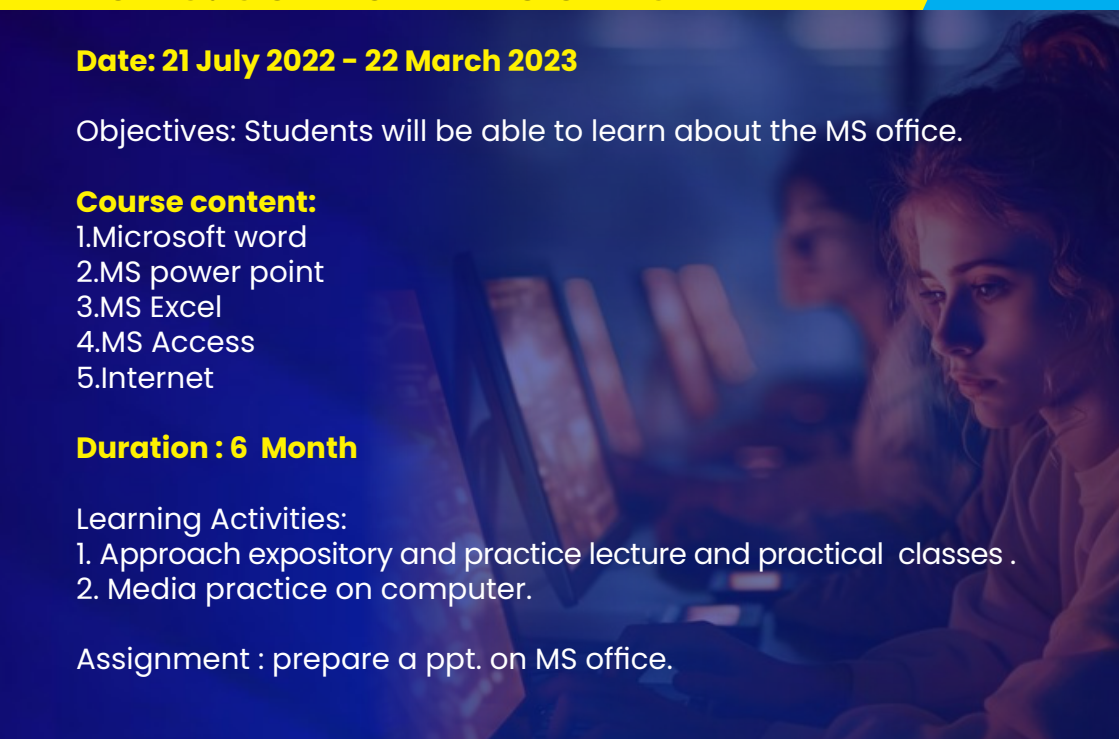 Date: 21 July 2022 - 22 March 2023
Objectives: Students will be able to learn about the MS office.
Course content:
1.Microsoft word
2.MS power point
3.MS Excel
4.MS Access
5.Internet
Duration : 6 Month
Learning Activities:
1. Approach expository and practice lecture and practical classes .
2. Media practice on computer.
Assignment : prepare a ppt. on MS office.